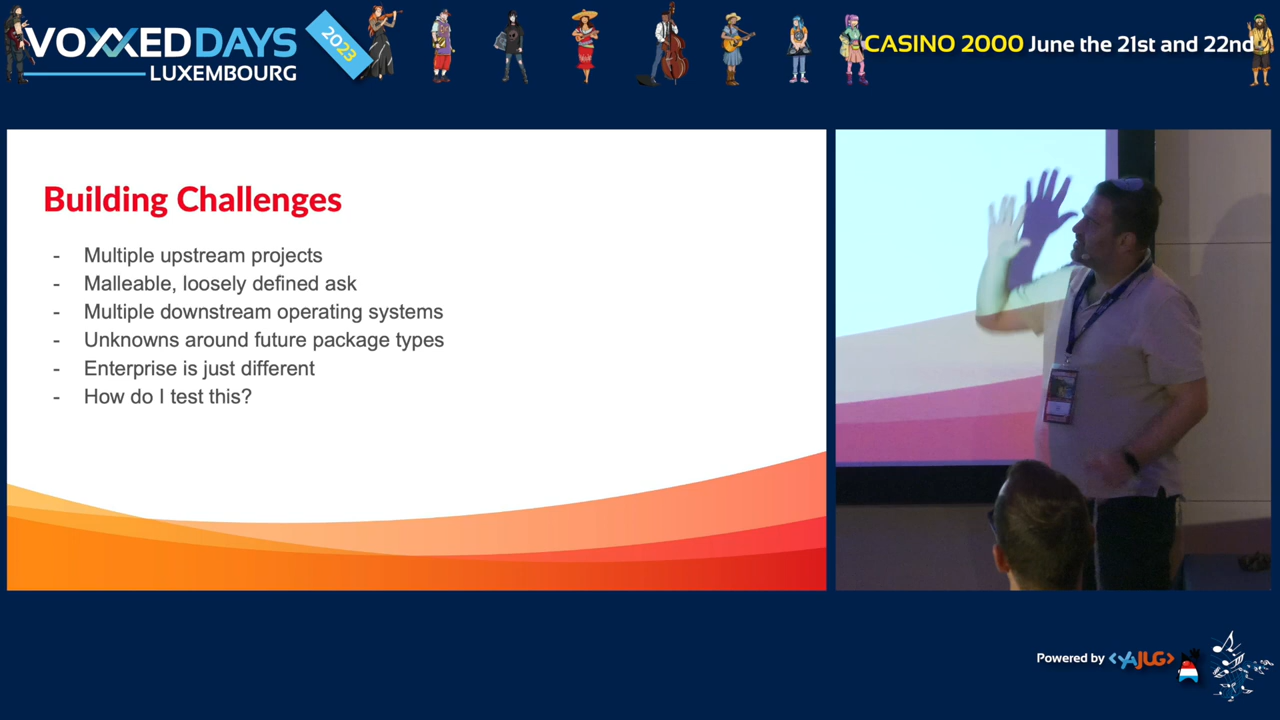 VOXXED DAYS
LUXEMBOURG
2023
CASINO 2000 June the 21st and 22nd
Building Challenges
- Multiple upstream projects
- Malleable, loosely defined ask
- Multiple downstream operating systems
- Unknowns around future package types
- Enterprise is just different
- How do I test this?
Powered by <YAJUG>